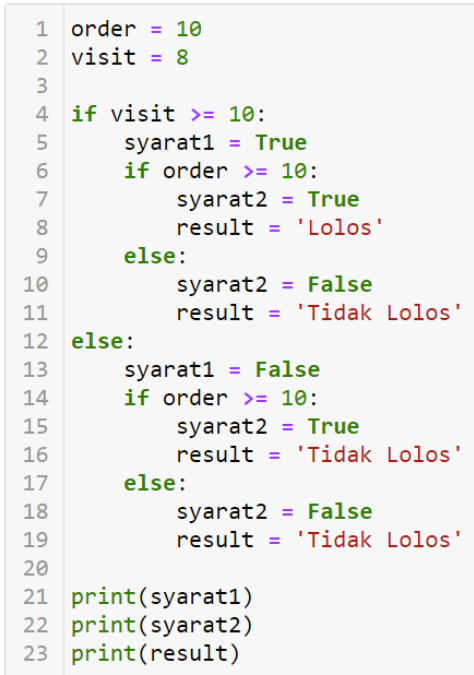 1 order = 10
2 visit = 8
3
4 if visit >= 10:
5     syarat1 = True
6     if order >= 10:
7         syarat2 = True
8         result = 'Lolos'
9     else:
10         syarat2 = False
11         result = 'Tidak Lolos'
12 else:
13     syarat1 = False
14     if order >= 10:
15         syarat2 = True
16         result = 'Tidak Lolos'
17     else:
18         syarat2 = False
19         result = 'Tidak Lolos'
20
21 print(syarat1)
22 print(syarat2)
23 print(result)